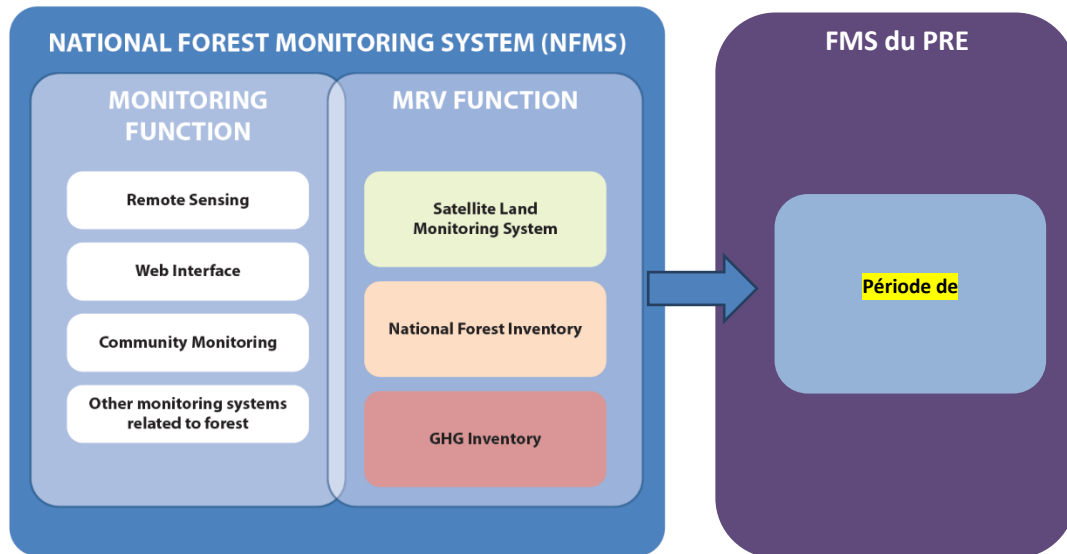 NATIONAL FOREST MONITORING SYSTEM (NFMS)
MONITORING
FUNCTION
Remote Sensing
Web Interface
Community Monitoring
Other monitoring systems
related to forest
MRV FUNCTION
Satellite Land
Monitoring System
National Forest Inventory
GHG Inventory
FMS du PRE
Période de